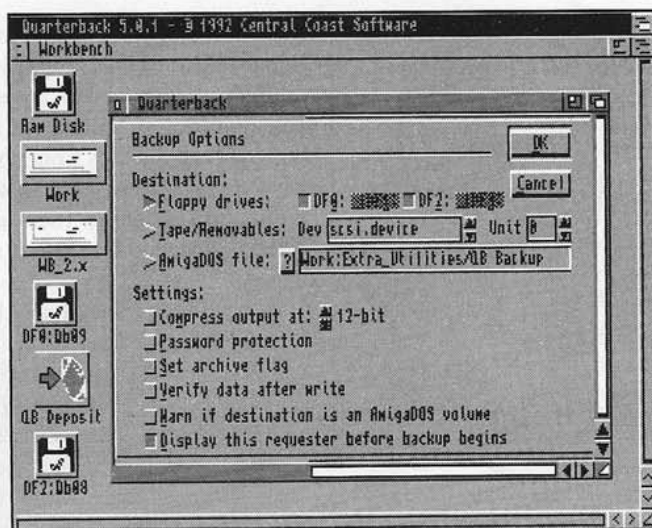 Quarterback 5.0.1 - © 1992 Central Coast Software
Workbench
Ram Disk
Work
WB_2.x
DF0:Qb09
QB Deposit
DF2:Qb08
Quarterback
Backup Options
OK
Cancel
Destination:
Floppy drives: DF0: DF2:
Tape/Removables: Dev scsi.device Unit 0
AmigaDOS file: ? Work:Extra_Utilities/QB Backup
Settings:
Compress output at: 12-bit
Password protection
Set archive flag
Verify data after write
Warn if destination is an AmigaDOS volume
Display this requester before backup begins